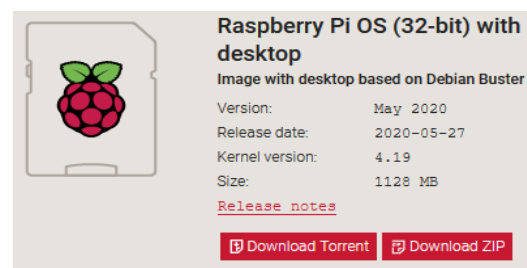 Raspberry Pi OS (32-bit) with
desktop
Image with desktop based on Debian Buster
Version: May 2020
Release date: 2020-05-27
Kernel version: 4.19
Size: 1128 MB
Release notes
Download Torrent Download ZIP